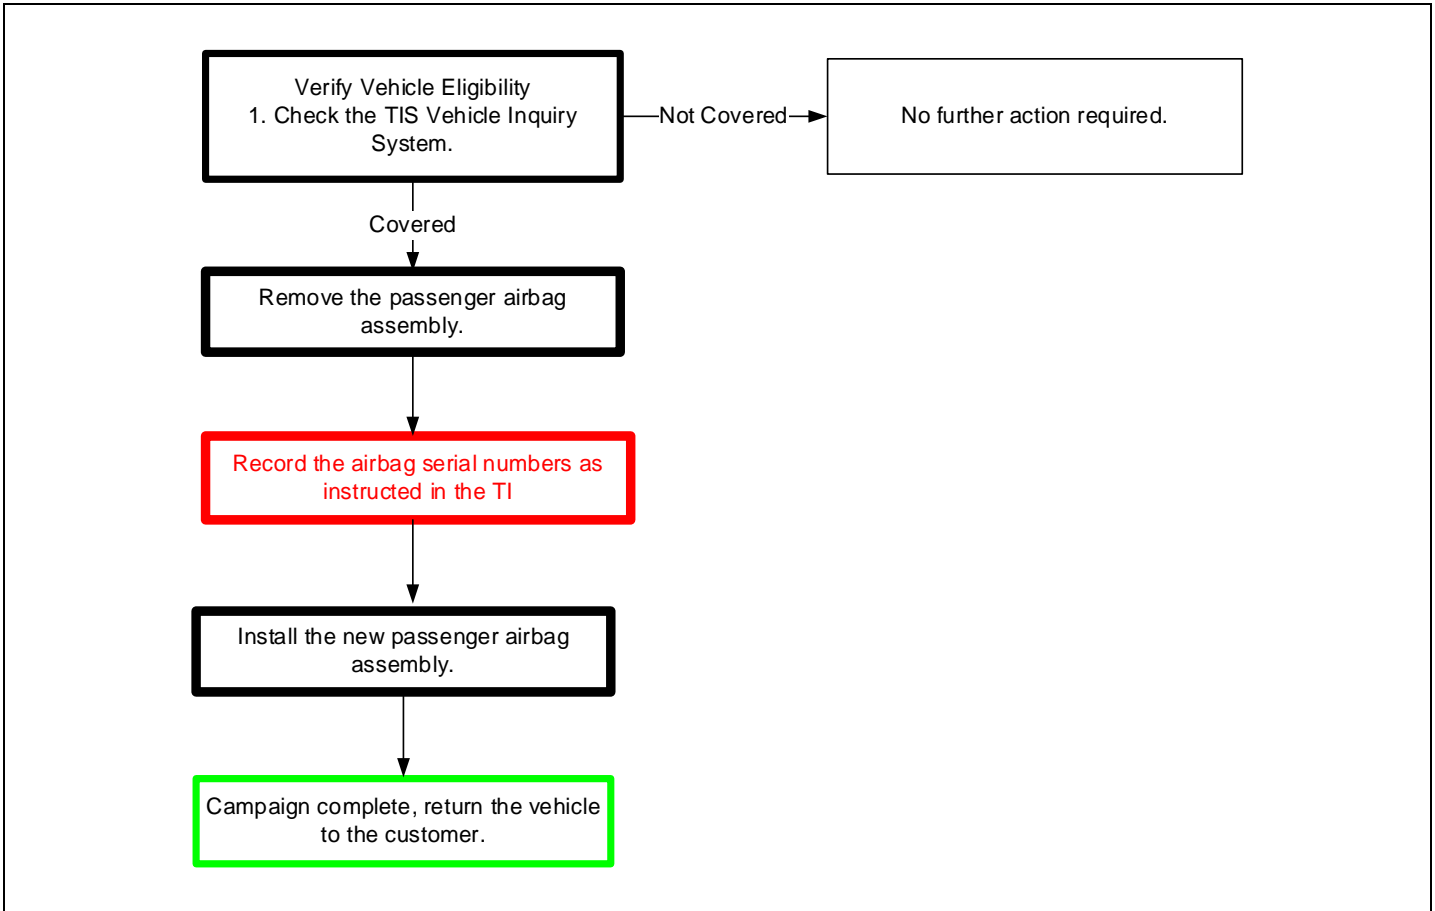 Verify Vehicle Eligibility
1. Check the TIS Vehicle Inquiry
System.
Not Covered
No further action required.
Covered
Remove the passenger airbag
assembly.
Record the airbag serial numbers as
instructed in the TI
Install the new passenger airbag
assembly.
Campaign complete, return the vehicle
to the customer.